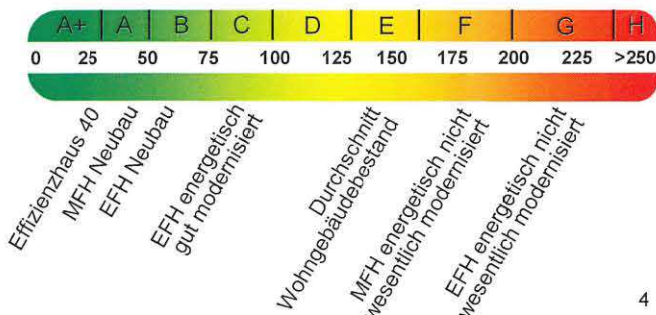 A+ A B C D E F G H
0 25 50 75 100 125 150 175 200 225 >250
Effizienzhaus 40
MFH Neubau
EFH Neubau
EFH energetisch
gut modernisiert
Durchschnitt
Wohngebäudebestand
MFH energetisch nicht
wesentlich modernisiert
EFH energetisch nicht
wesentlich modernisiert
4